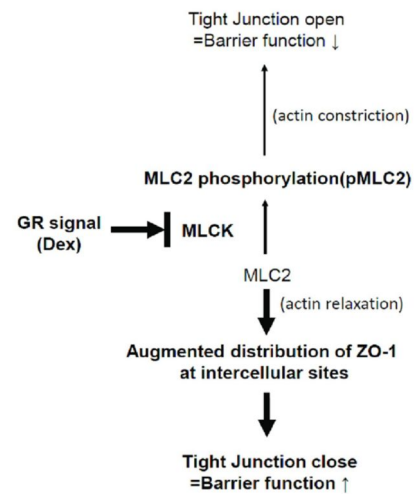 Tight Junction open
=Barrier function ↓
(actin constriction)
MLC2 phosphorylation(pMLC2)
GR signal
(Dex)
MLCK
MLC2
(actin relaxation)
Augmented distribution of ZO-1
at intercellular sites
Tight Junction close
=Barrier function ↑